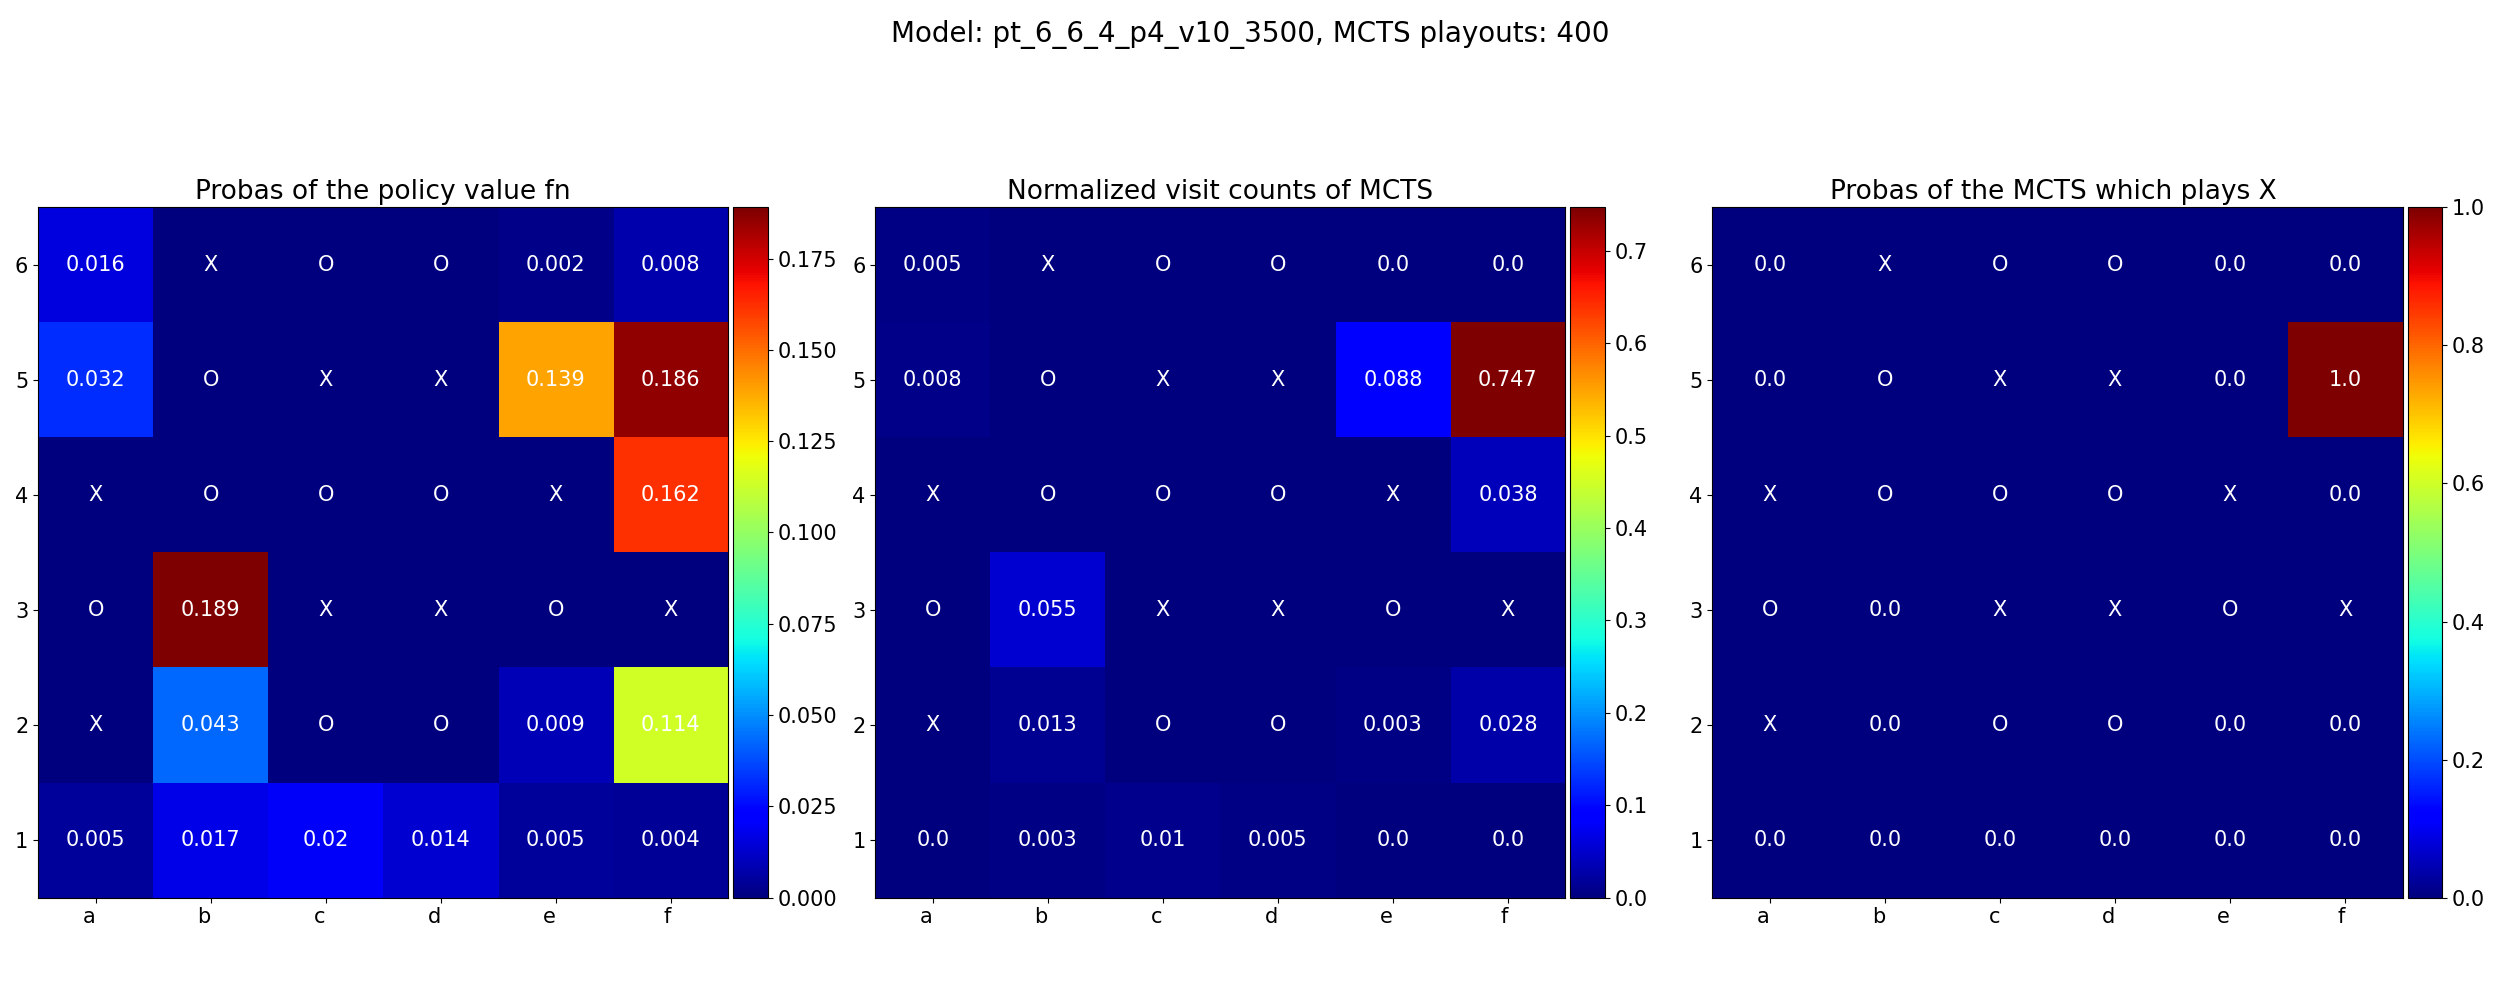 Model: pt_6_6_4_p4_v10_3500, MCTS playouts: 400
Probas of the policy value fn
6 0.016 X O O 0.002 0.008
5 0.032 O X X 0.139 0.186
4 X O O O X 0.162
3 O 0.189 X X O X
2 X 0.043 O O 0.009 0.114
1 0.005 0.017 0.02 0.014 0.005 0.004
a b c d e f
0.175
0.150
0.125
0.100
0.075
0.050
0.025
0.000
Normalized visit counts of MCTS
6 0.005 X O O 0.0 0.0
5 0.008 O X X 0.088 0.747
4 X O O O X 0.038
3 O 0.055 X X O X
2 X 0.013 O O 0.003 0.028
1 0.0 0.003 0.01 0.005 0.0 0.0
a b c d e f
0.7
0.6
0.5
0.4
0.3
0.2
0.1
0.0
Probas of the MCTS which plays X
6 0.0 X O O 0.0 0.0
5 0.0 O X X 0.0 1.0
4 X O O O X 0.0
3 O 0.0 X X O X
2 X 0.0 O O 0.0 0.0
1 0.0 0.0 0.0 0.0 0.0 0.0
a b c d e f
1.0
0.8
0.6
0.4
0.2
0.0